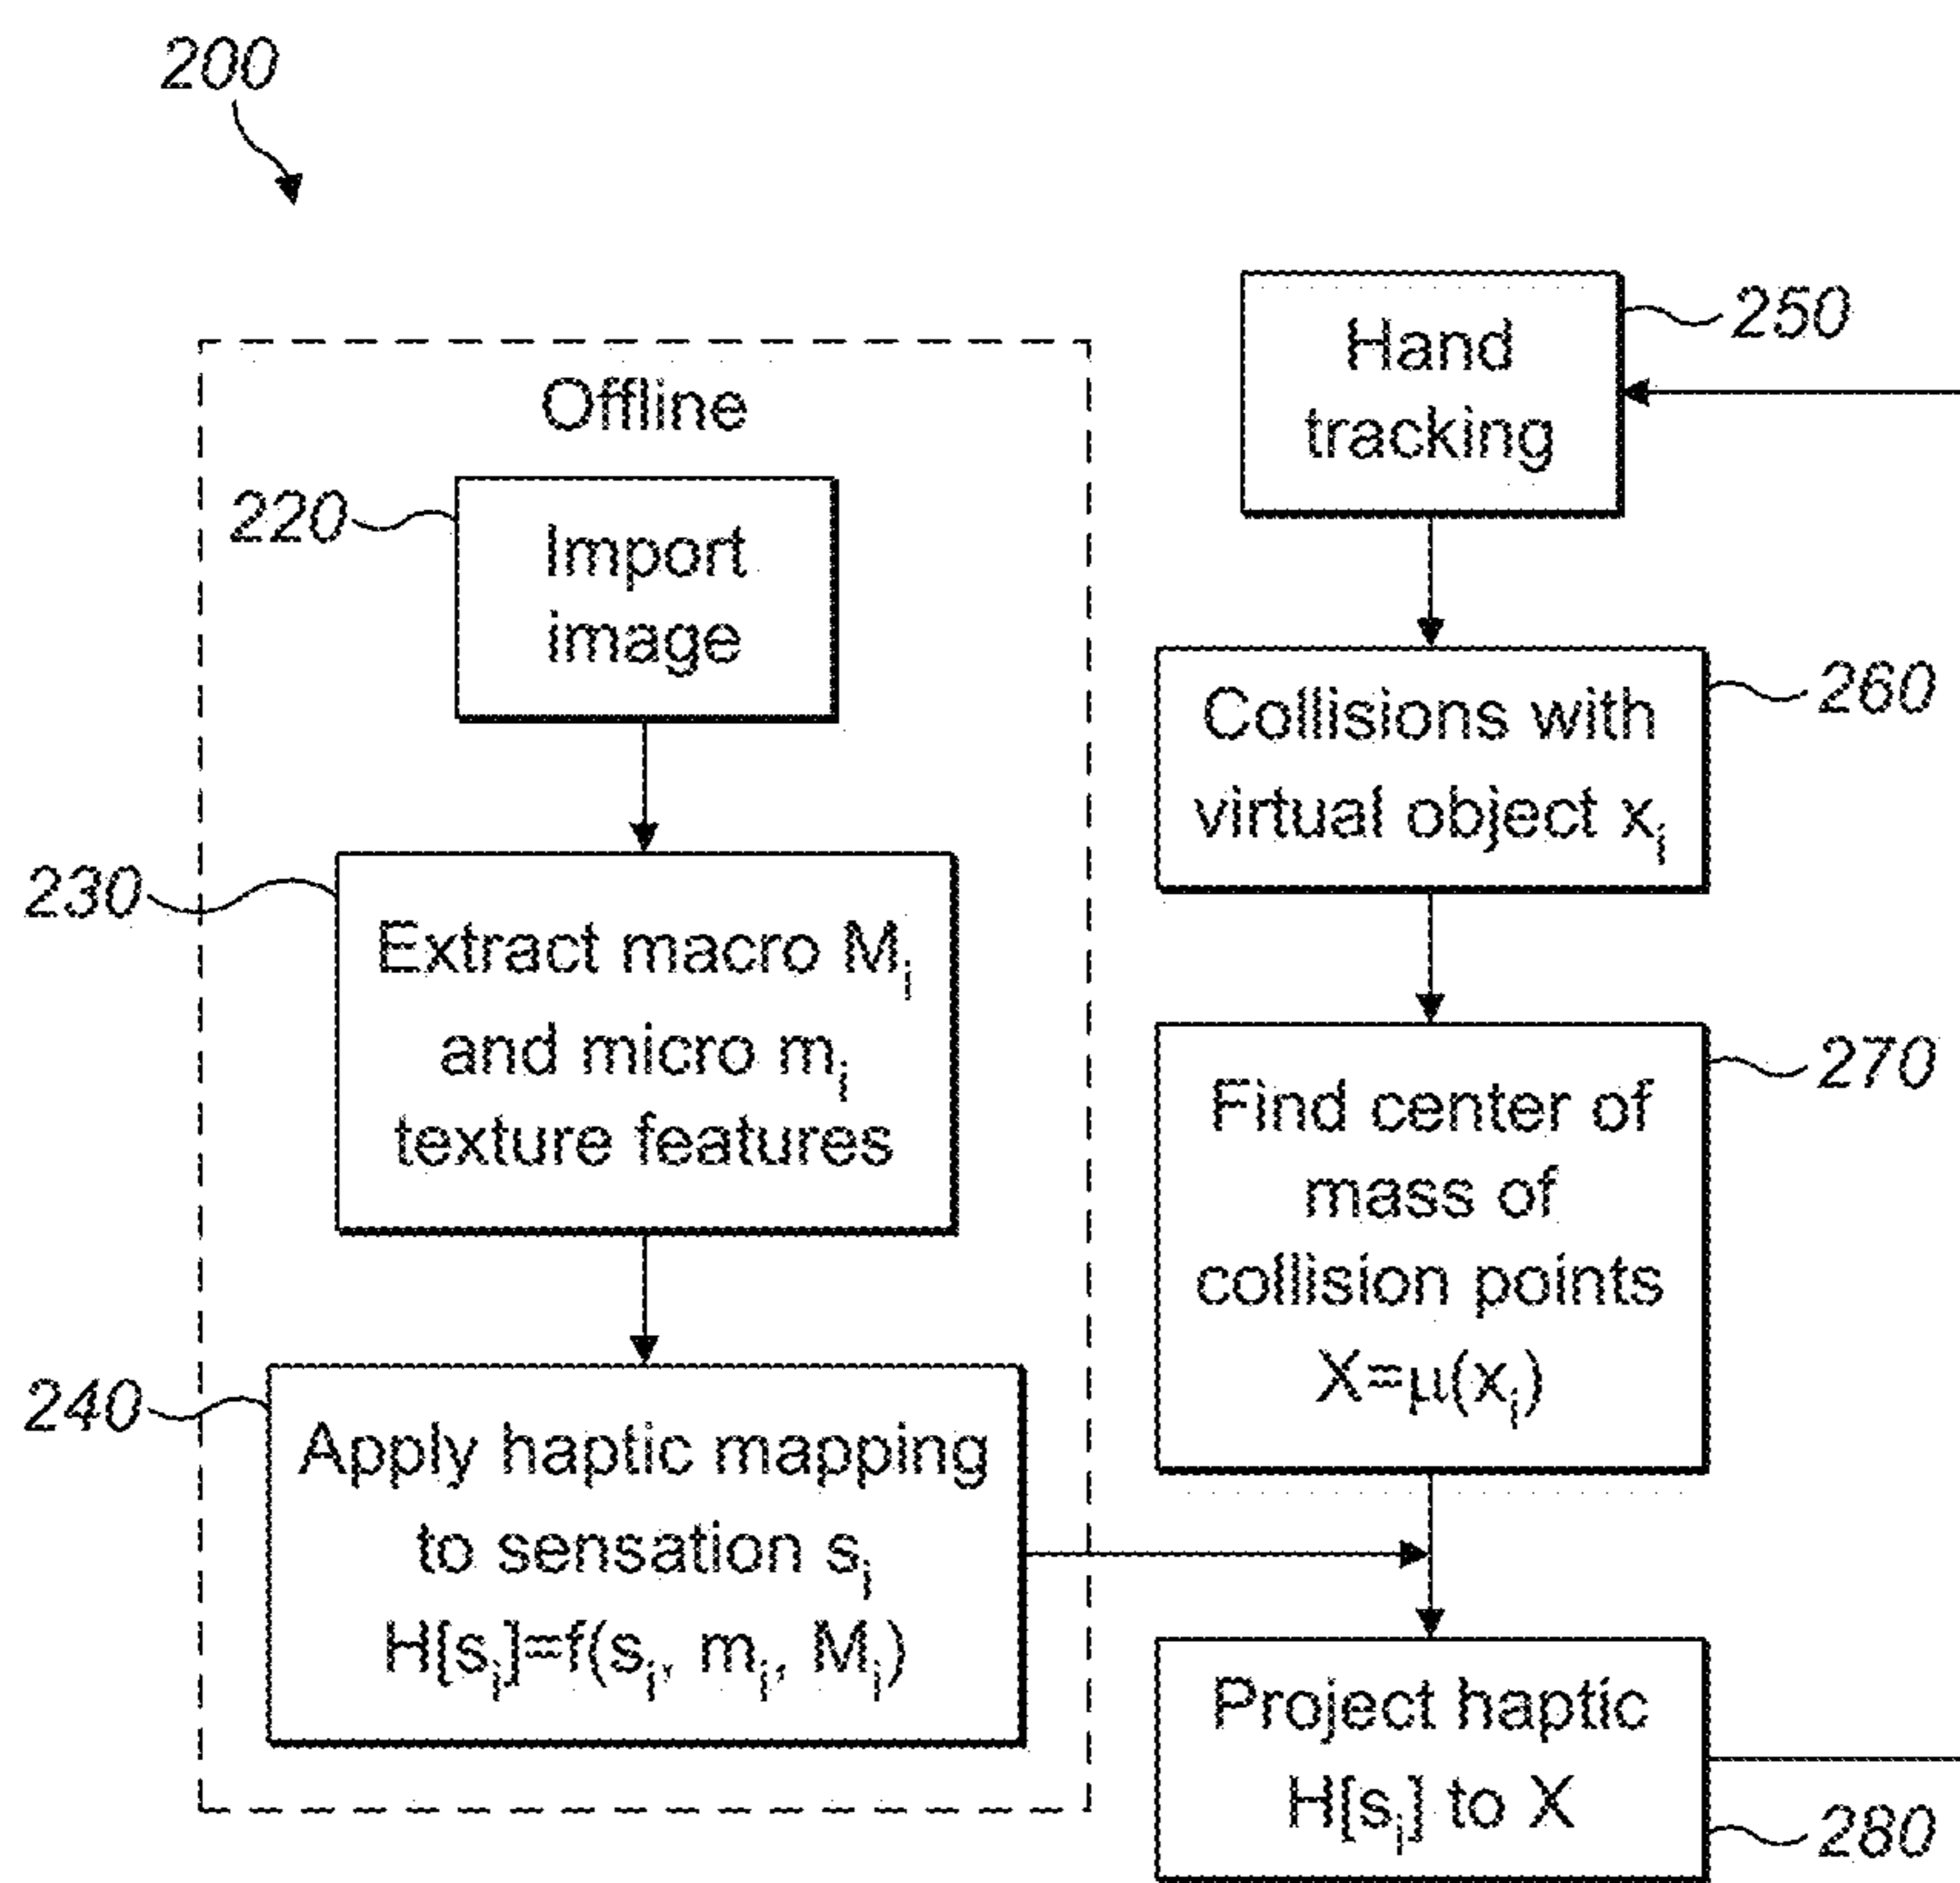 200
Offline
220
Import
image
230
Extract macro Mᵢ
and micro mᵢ
texture features
240
Apply haptic mapping
to sensation sᵢ
H[sᵢ]=f(sᵢ, mᵢ, Mᵢ)
250
Hand
tracking
260
Collisions with
virtual object xᵢ
270
Find center of
mass of
collision points
X=μ(xᵢ)
Project haptic
H[sᵢ] to X
280